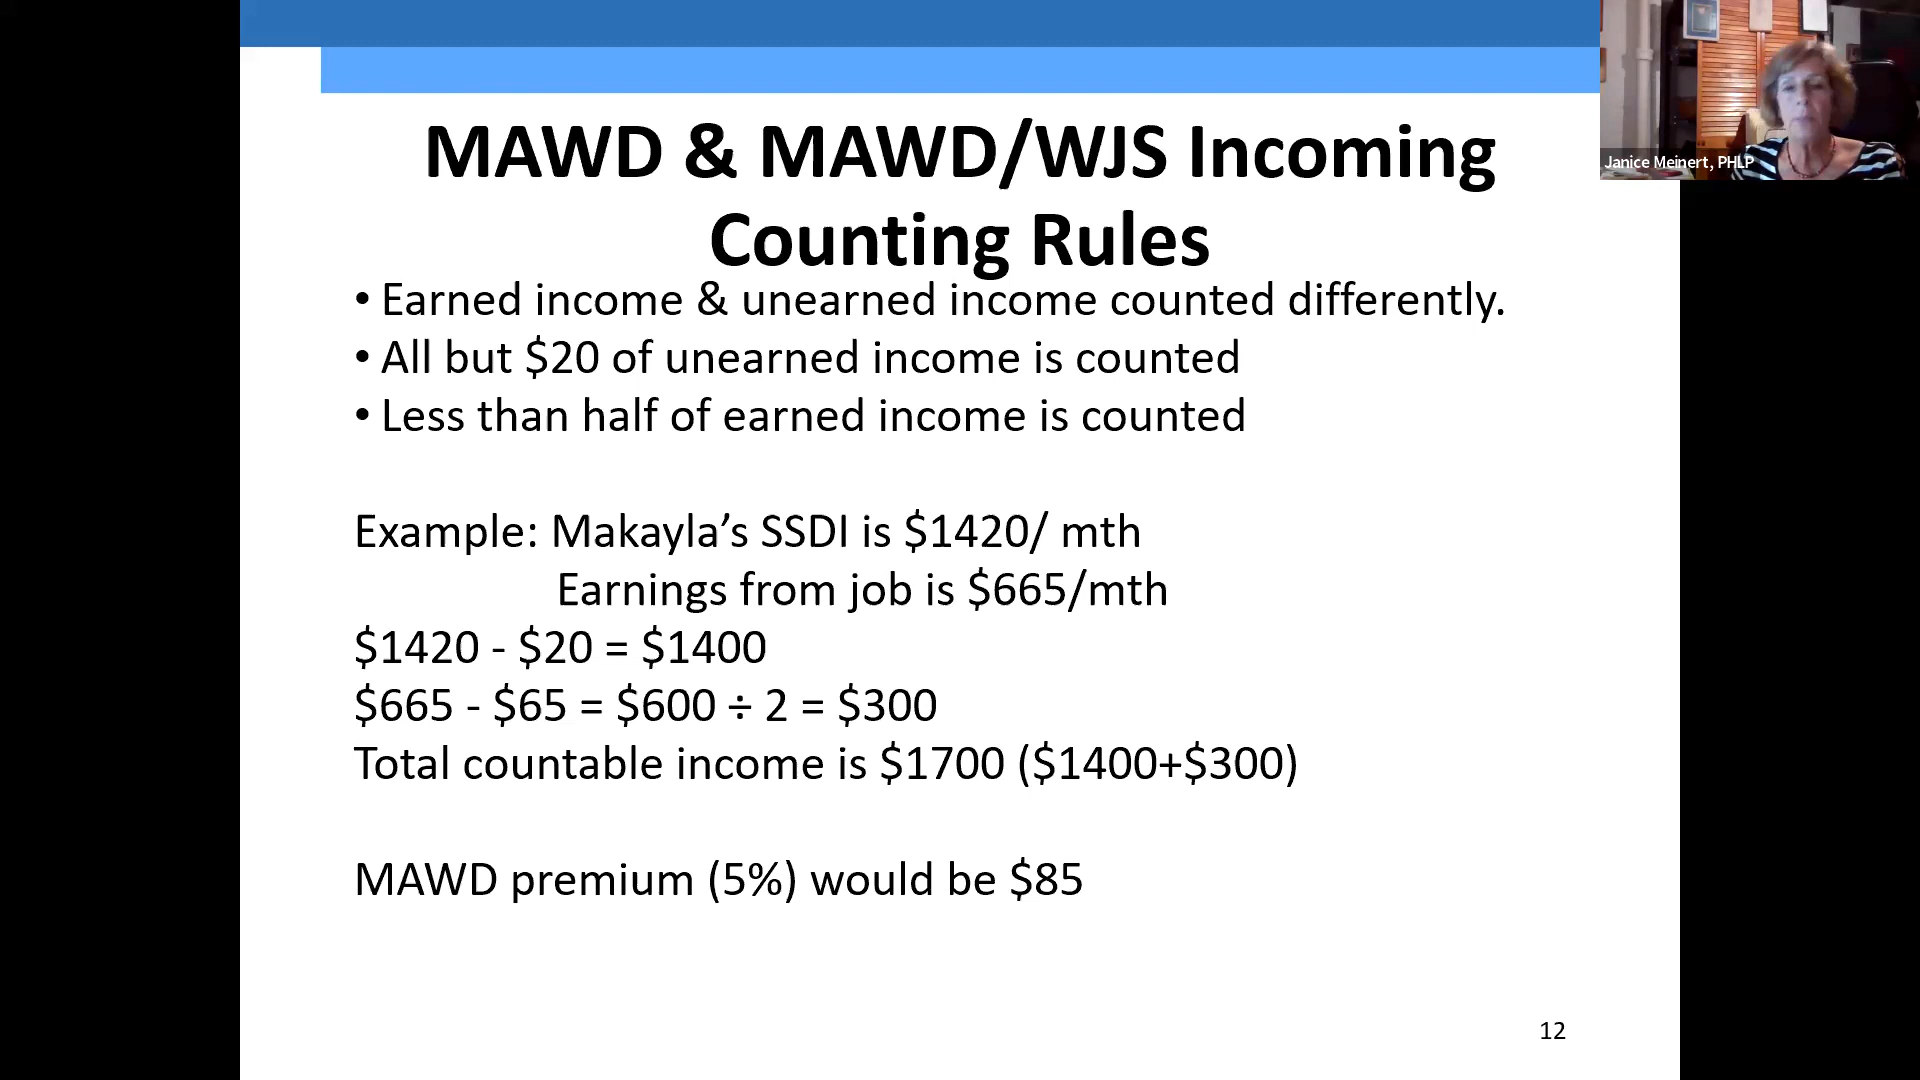 MAWD & MAWD/WJS Incoming
Counting Rules
• Earned income & unearned income counted differently.
• All but $20 of unearned income is counted
• Less than half of earned income is counted
Example: Makayla’s SSDI is $1420/ mth
Earnings from job is $665/mth
$1420 - $20 = $1400
$665 - $65 = $600 ÷ 2 = $300
Total countable income is $1700 ($1400+$300)
MAWD premium (5%) would be $85
12
Janice Meinert, PHLP